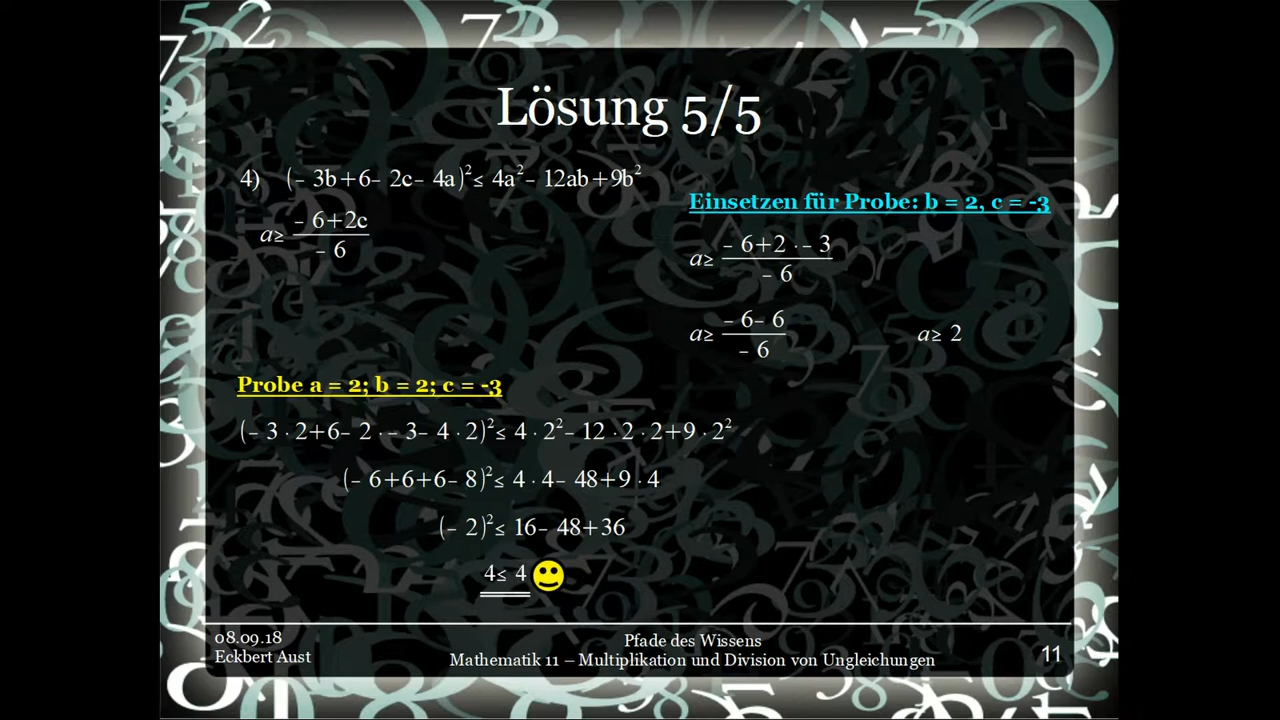 Lösung 5/5
4) (– 3b+6– 2c– 4a)²≤ 4a²– 12ab+9b²
a≥ (– 6+2c)/(– 6)
Einsetzen für Probe: b = 2, c = -3
a≥ (– 6+2 ·– 3)/(– 6)
a≥ (– 6– 6)/(– 6) a≥ 2
Probe a = 2; b = 2; c = -3
(– 3 · 2+6– 2 ·– 3– 4 · 2)²≤ 4 · 2²– 12 · 2 · 2+9 · 2²
(– 6+6+6– 8)²≤ 4 · 4– 48+9 · 4
(– 2)²≤ 16– 48+36
4≤ 4
08.09.18
Eckbert Aust
Pfade des Wissens
Mathematik 11 – Multiplikation und Division von Ungleichungen
11